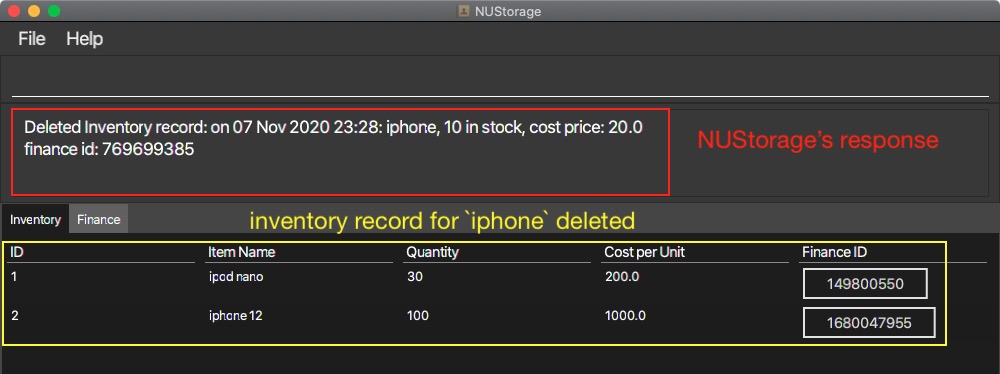 NUStorage
File Help
Deleted Inventory record: on 07 Nov 2020 23:28: iphone, 10 in stock, cost price: 20.0
finance id: 769699385
NUStorage's response
Inventory Finance
inventory record for `iphone` deleted
ID Item Name Quantity Cost per Unit Finance ID
1 ipod nano 30 200.0 149800550
2 iphone 12 100 1000.0 1680047955